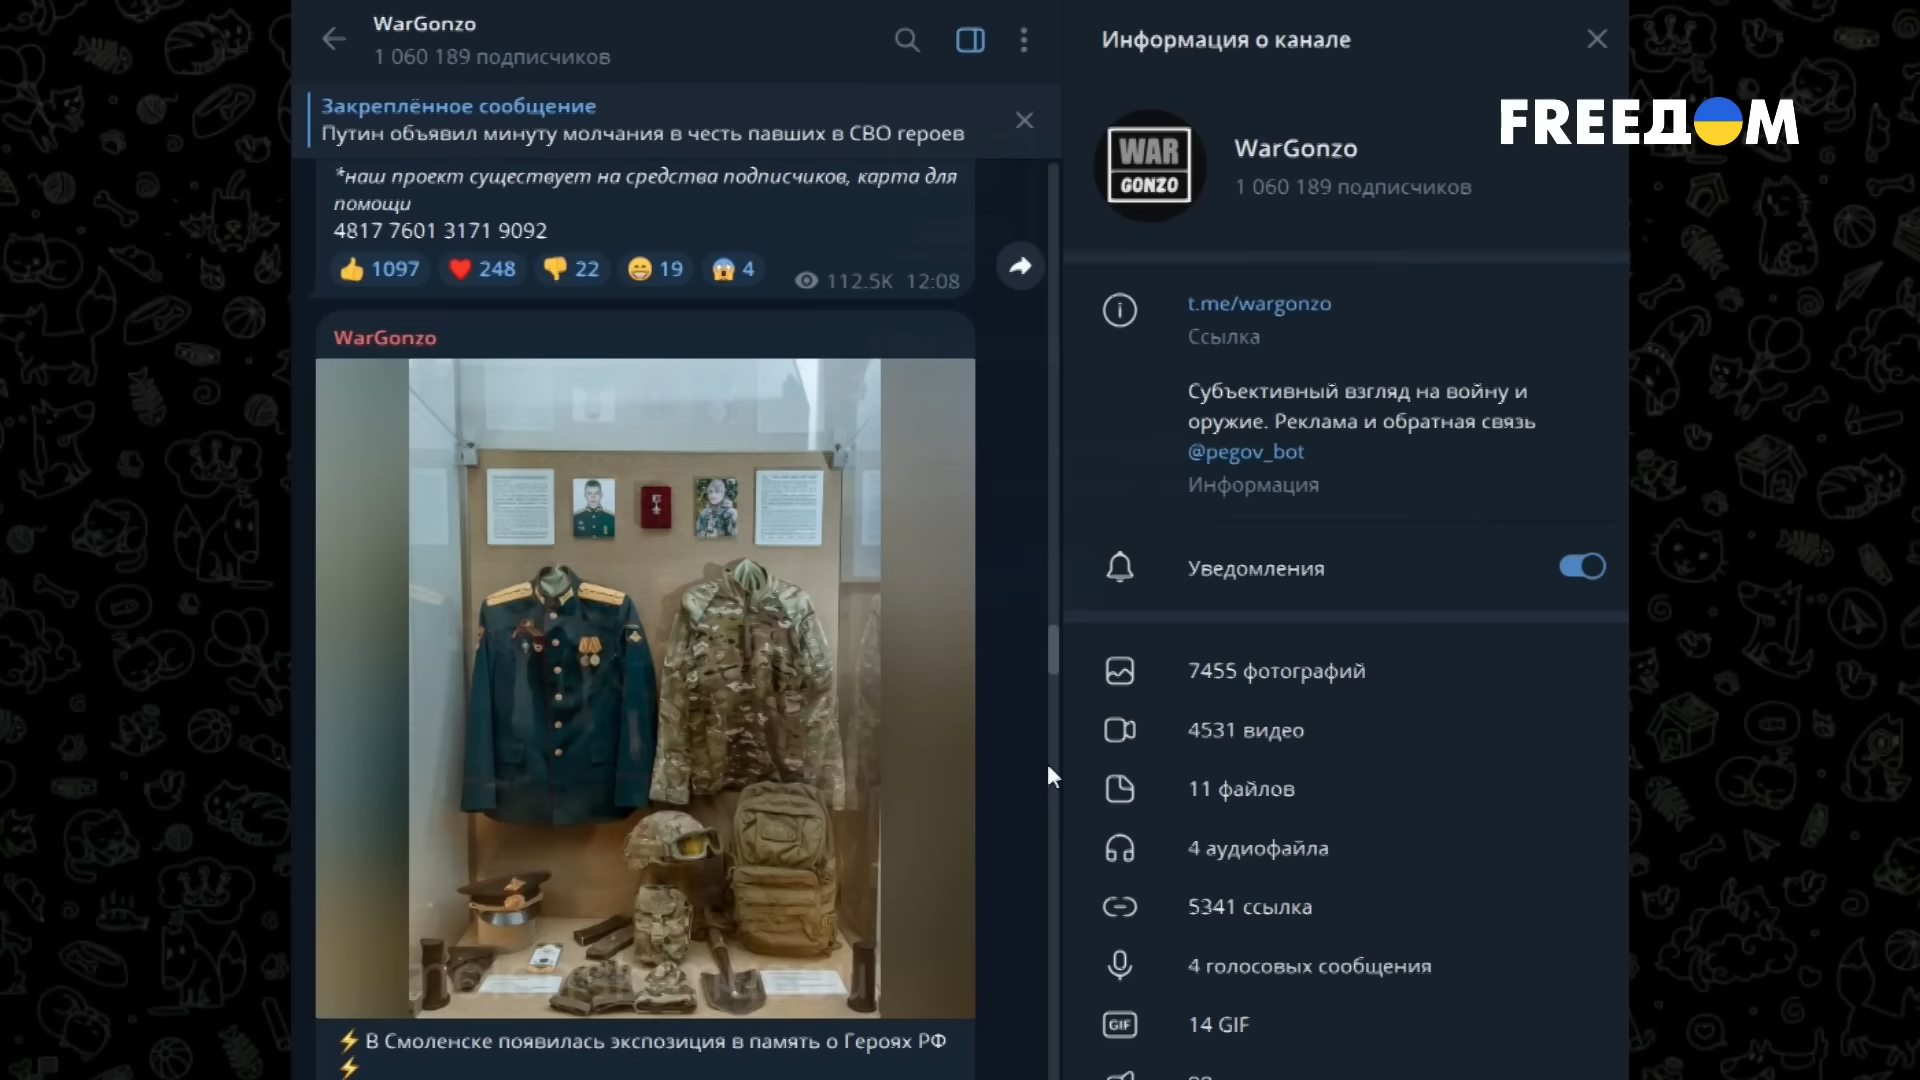 WarGonzo
1 060 189 подписчиков
Закреплённое сообщение
Путин объявил минуту молчания в честь павших в СВО героев
*наш проект существует на средства подписчиков, карта для
помощи
4817 7601 3171 9092
1097
248
22
19
4
112.5K 12:08
WarGonzo
⚡В Смоленске появилась экспозиция в память о Героях РФ
⚡
Информация о канале
FREEДОМ
WAR
GONZO
WarGonzo
1 060 189 подписчиков
t.me/wargonzo
Ссылка
Субъективный взгляд на войну и
оружие. Реклама и обратная связь
@pegov_bot
Информация
Уведомления
7455 фотографий
4531 видео
11 файлов
4 аудиофайла
5341 ссылка
4 голосовых сообщения
GIF
14 GIF